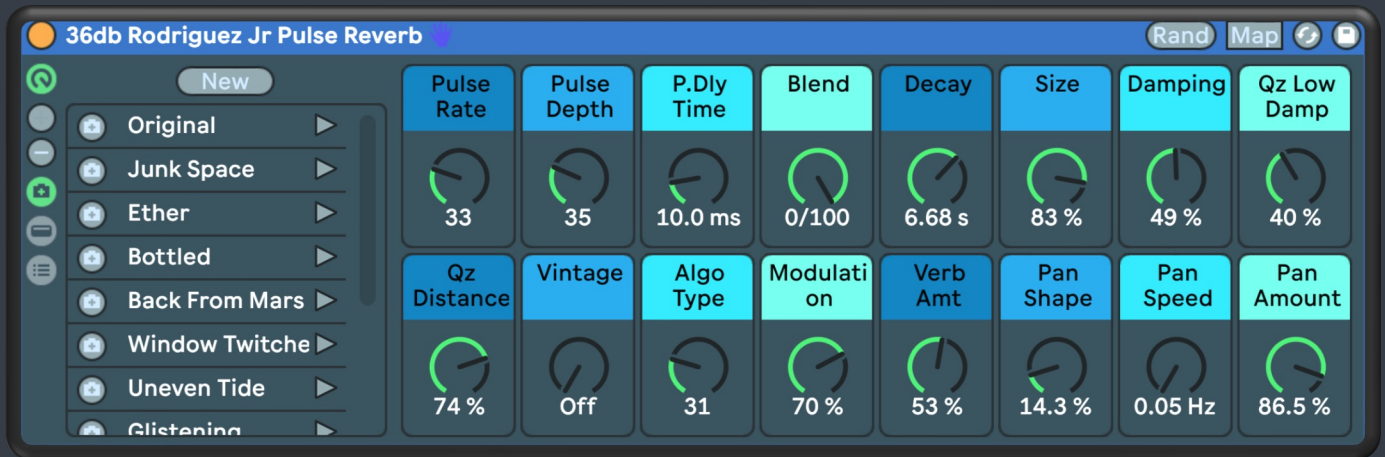 36db Rodriguez Jr Pulse Reverb
Rand Map
New
Original
Junk Space
Ether
Bottled
Back From Mars
Window Twitche
Uneven Tide
Glistening
Pulse
Rate
33
Pulse
Depth
35
P.Dly
Time
10.0 ms
Blend
0/100
Decay
6.68 s
Size
83 %
Damping
49 %
Qz Low
Damp
40 %
Qz
Distance
74 %
Vintage
Off
Algo
Type
31
Modulati
on
70 %
Verb
Amt
53 %
Pan
Shape
14.3 %
Pan
Speed
0.05 Hz
Pan
Amount
86.5 %